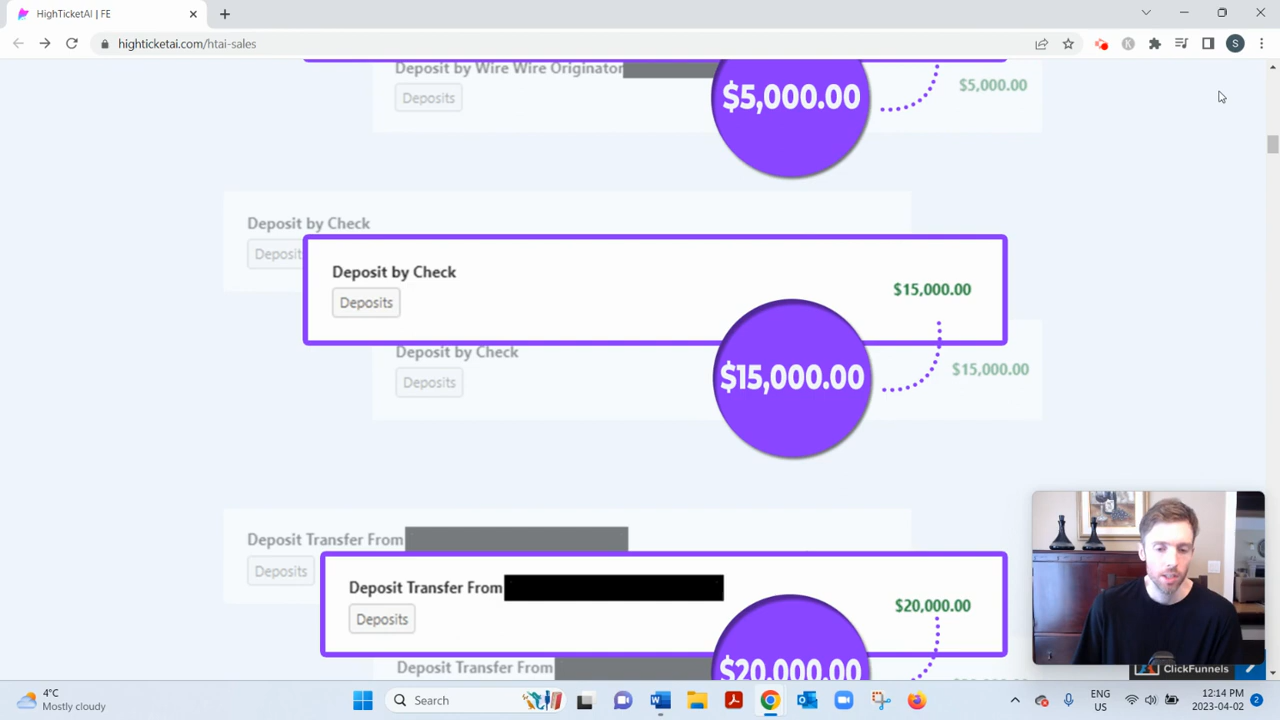 HighTicketAI | FE
highticketai.com/htai-sales
S
Deposit by Wire Wire Originator
Deposits
$5,000.00
$5,000.00
Deposit by Check
Deposit
Deposit by Check
Deposits
$15,000.00
$15,000.00
Deposit by Check
Deposits
$15,000.00
Deposit Transfer From
Deposits
Deposit Transfer From
Deposits
$20,000.00
$20,000.00
Deposit Transfer From
ClickFunnels
4°C
Mostly cloudy
Search
ENG
US
12:14 PM
2023-04-02
2